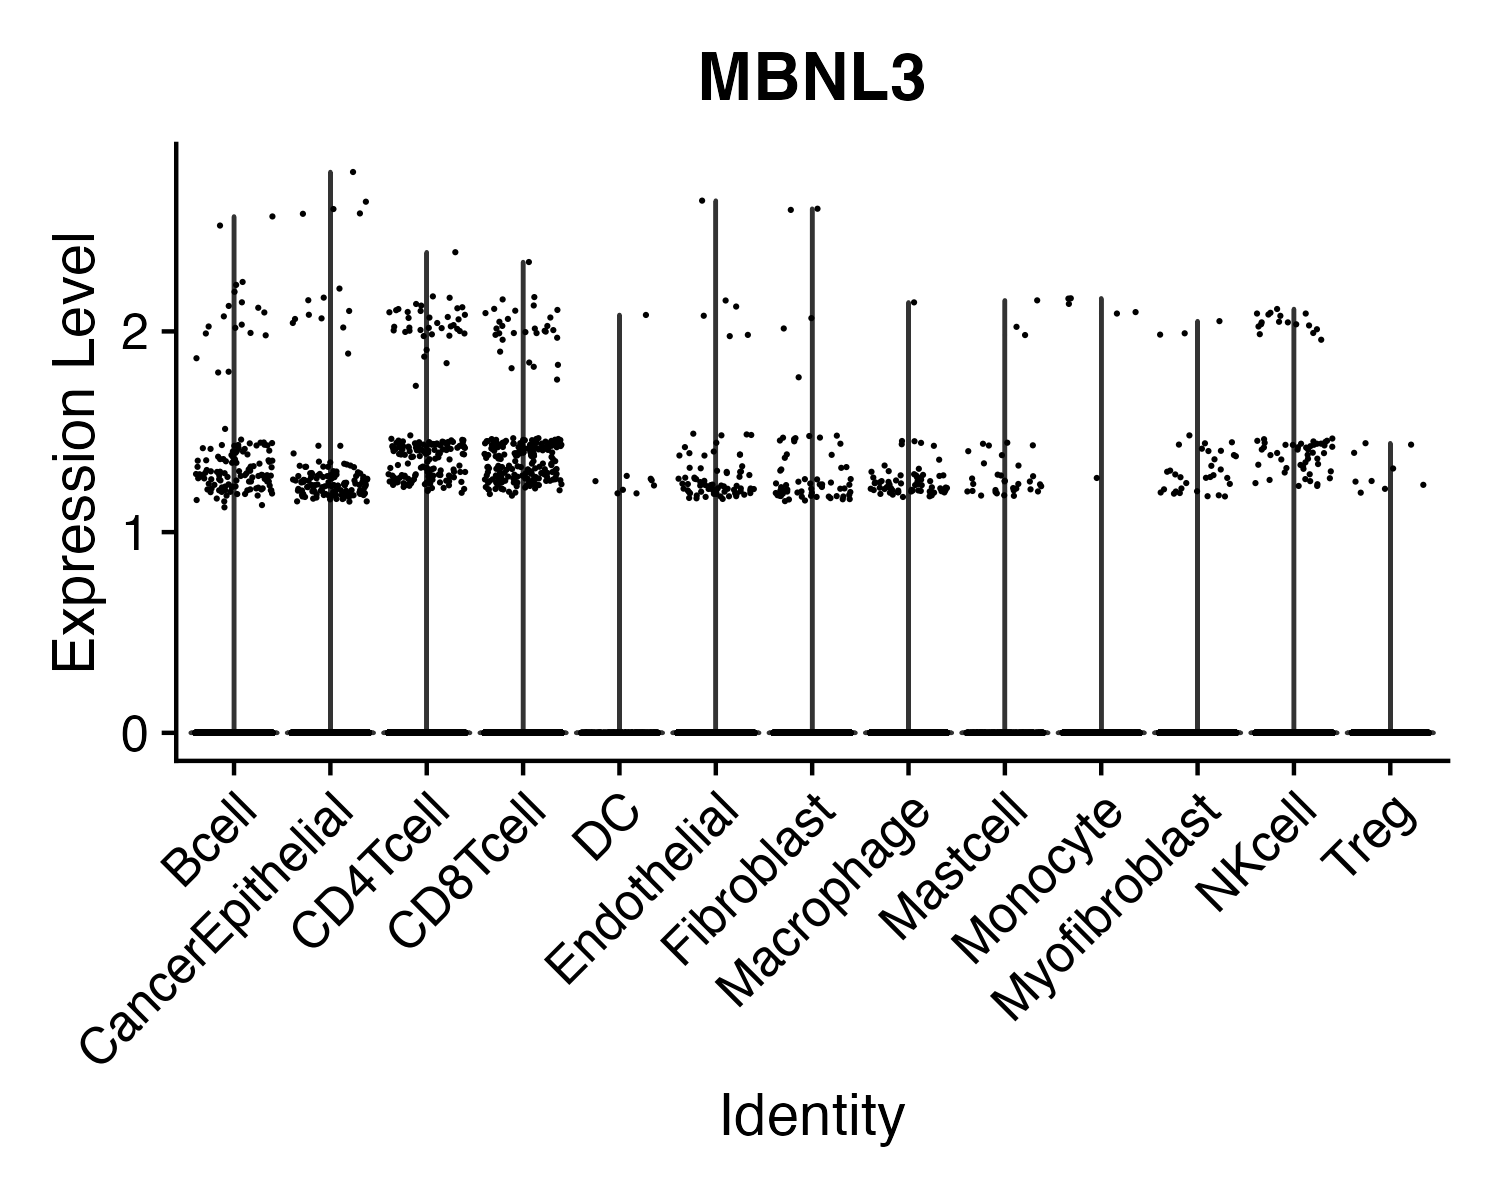 MBNL3
Expression Level
2
1
0
Bcell
CancerEpithelial
CD4Tcell
CD8Tcell
DC
Endothelial
Fibroblast
Macrophage
Mastcell
Monocyte
Myofibroblast
NKcell
Treg
Identity